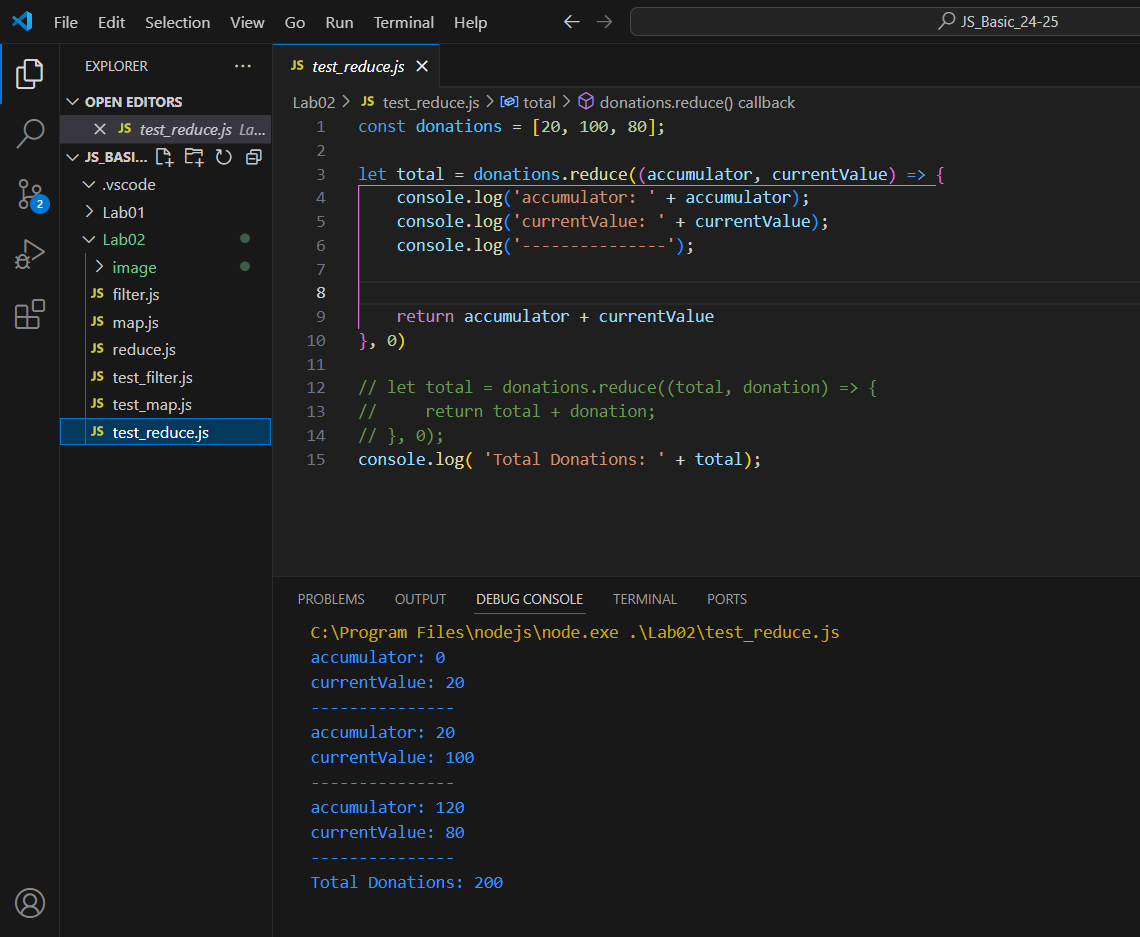 File Edit Selection View Go Run Terminal Help JS_Basic_24-25
EXPLORER
OPEN EDITORS
JS test_reduce.js La...
JS_BASI...
.vscode
Lab01
Lab02
image
JS filter.js
JS map.js
JS reduce.js
JS test_filter.js
JS test_map.js
JS test_reduce.js
2
JS test_reduce.js
Lab02 > JS test_reduce.js > total > donations.reduce() callback
1 const donations = [20, 100, 80];
2
3 let total = donations.reduce((accumulator, currentValue) => {
4 console.log('accumulator: ' + accumulator);
5 console.log('currentValue: ' + currentValue);
6 console.log('---------------');
7
8
9 return accumulator + currentValue
10 }, 0)
11
12 // let total = donations.reduce((total, donation) => {
13 //     return total + donation;
14 // }, 0);
15 console.log( 'Total Donations: ' + total);
PROBLEMS OUTPUT DEBUG CONSOLE TERMINAL PORTS
C:\Program Files\nodejs\node.exe .\Lab02\test_reduce.js
accumulator: 0
currentValue: 20
---------------
accumulator: 20
currentValue: 100
---------------
accumulator: 120
currentValue: 80
---------------
Total Donations: 200